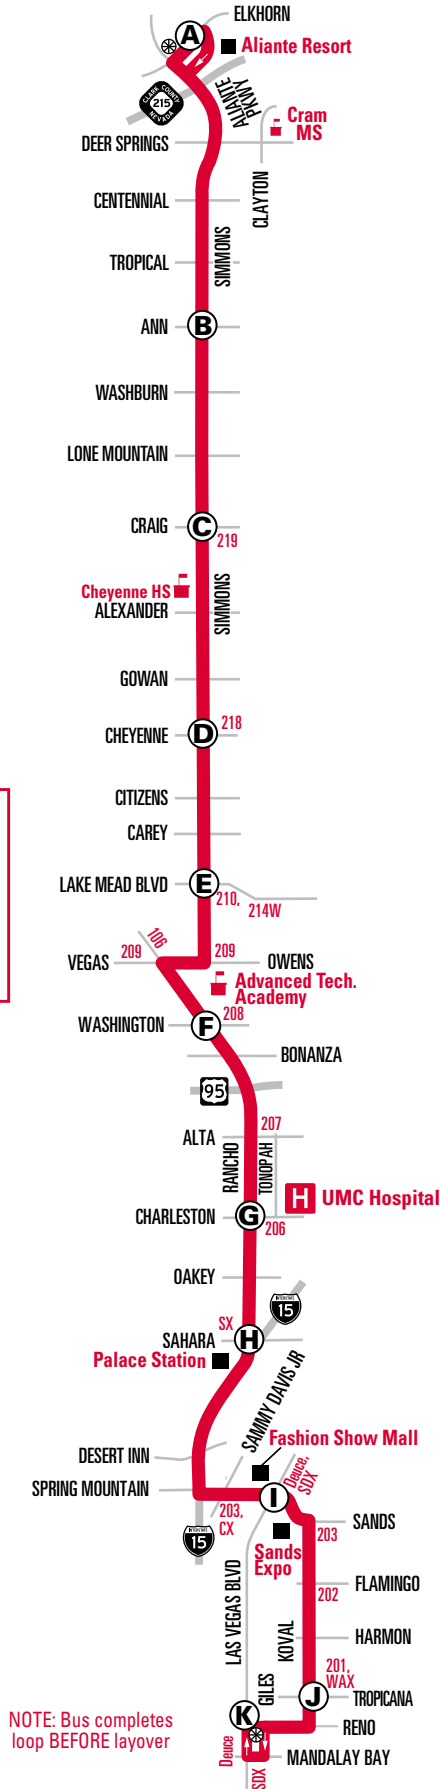 ELKHORN
A
Aliante Resort
CLARK COUNTY
215
NEVADA
ALIANTE
PKWY
Cram
MS
DEER SPRINGS
CLAYTON
CENTENNIAL
SIMMONS
TROPICAL
B
ANN
WASHBURN
LONE MOUNTAIN
CRAIG
C
219
Cheyenne HS
SIMMONS
ALEXANDER
GOWAN
CHEYENNE
D
218
CITIZENS
CAREY
LAKE MEAD BLVD
E
210,
214W
106
VEGAS
209
209
OWENS
Advanced Tech.
Academy
WASHINGTON
F
208
BONANZA
95
ALTA
207
RANCHO
TONOPAH
H UMC Hospital
CHARLESTON
G
206
OAKEY
INTERSTATE
15
SX
SAHARA
H
Palace Station
SAMMY DAVIS JR
Fashion Show Mall
DESERT INN
SPRING MOUNTAIN
Deuce,
SDX
I
203,
CX
INTERSTATE
15
SANDS
203
Sands
Expo
LAS VEGAS BLVD
FLAMINGO
202
KOVAL
HARMON
201,
WAX
GILES
J
TROPICANA
K
RENO
NOTE: Bus completes
loop BEFORE layover
Deuce
SDX
MANDALAY BAY